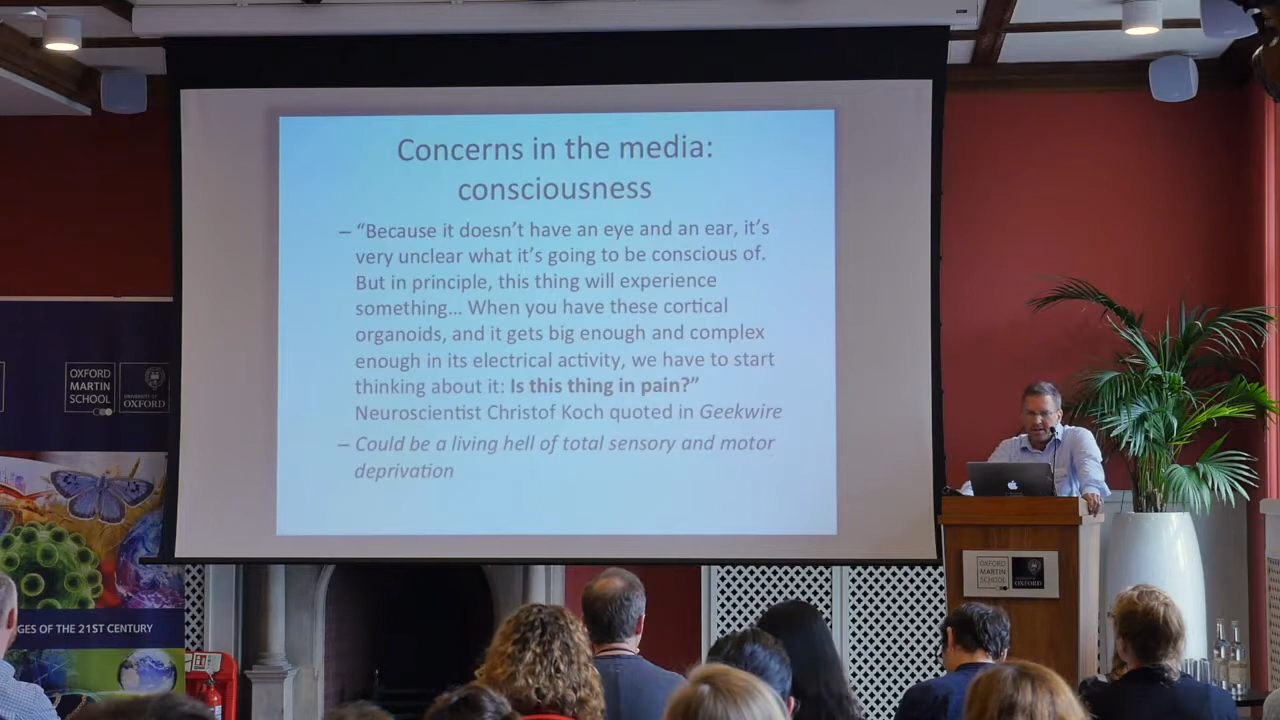 Concerns in the media:
consciousness
– “Because it doesn’t have an eye and an ear, it’s
very unclear what it’s going to be conscious of.
But in principle, this thing will experience
something... When you have these cortical
organoids, and it gets big enough and complex
enough in its electrical activity, we have to start
thinking about it: Is this thing in pain?”
Neuroscientist Christof Koch quoted in Geekwire
– Could be a living hell of total sensory and motor
deprivation
OXFORD
MARTIN
SCHOOL
UNIVERSITY OF
OXFORD
GES OF THE 21ST CENTURY
OXFORD
MARTIN
SCHOOL
OXFORD